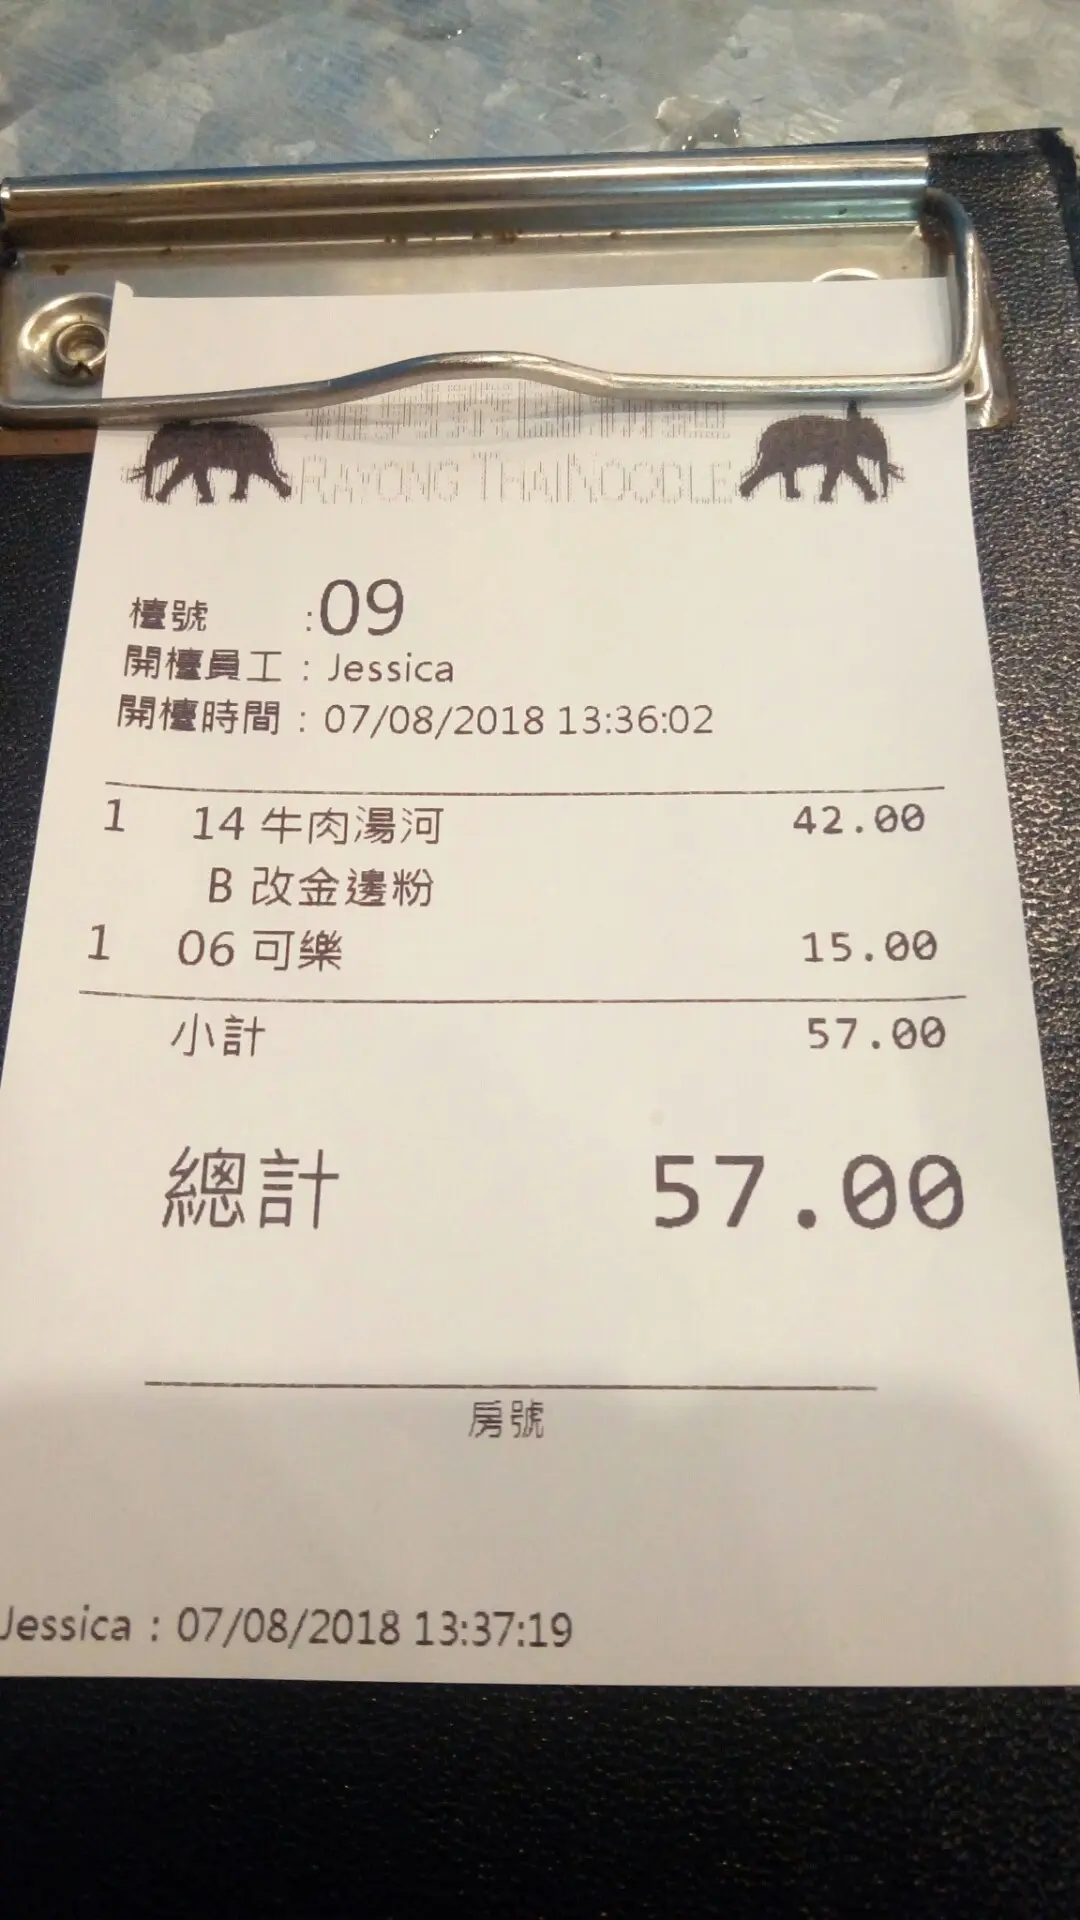 RAYONG THAI NOODLE
檯號 :09
開檯員工 : Jessica
開檯時間 : 07/08/2018 13:36:02
1 14 牛肉湯河 42.00
B 改金邊粉
1 06 可樂 15.00
小計 57.00
總計 57.00
房號
Jessica : 07/08/2018 13:37:19